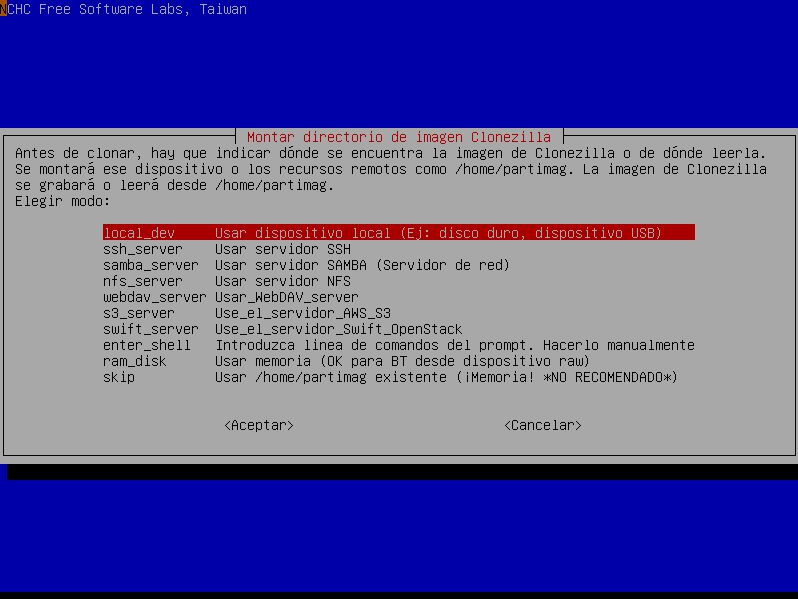 NCHC Free Software Labs, Taiwan
Montar directorio de imagen Clonezilla
Antes de clonar, hay que indicar dónde se encuentra la imagen de Clonezilla o de dónde leerla.
Se montará ese dispositivo o los recursos remotos como /home/partimag. La imagen de Clonezilla
se grabará o leerá desde /home/partimag.
Elegir modo:
local_dev Usar dispositivo local (Ej: disco duro, dispositivo USB)
ssh_server Usar servidor SSH
samba_server Usar servidor SAMBA (Servidor de red)
nfs_server Usar servidor NFS
webdav_server Usar_WebDAV_server
s3_server Use_el_servidor_AWS_S3
swift_server Use_el_servidor_Swift_OpenStack
enter_shell Introduzca linea de comandos del prompt. Hacerlo manualmente
ram_disk Usar memoria (OK para BT desde dispositivo raw)
skip Usar /home/partimag existente (¡Memoria! *NO RECOMENDADO*)
<Aceptar> <Cancelar>